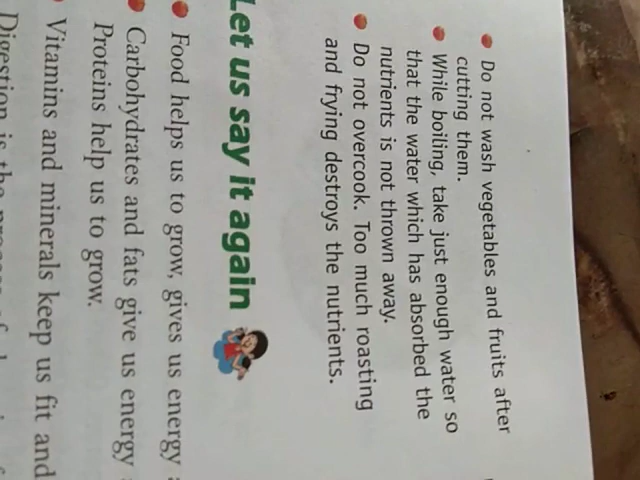 Do not wash vegetables and fruits after
cutting them.
While boiling, take just enough water so
that the water which has absorbed the
nutrients is not thrown away.
Do not overcook. Too much roasting
and frying destroys the nutrients.
Let us say it again
Food helps us to grow, gives us energy
Carbohydrates and fats give us energy
Proteins help us to grow.
Vitamins and minerals keep us fit and
Digestion is the process of